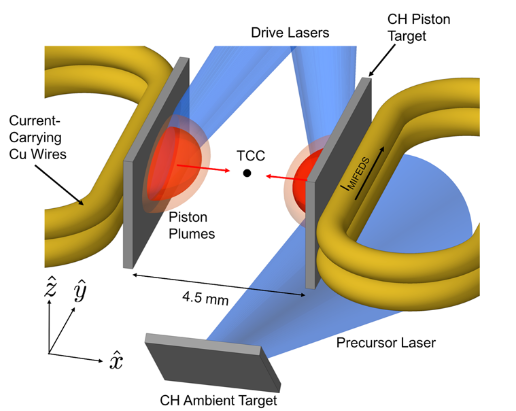 Drive Lasers
CH Piston
Target
Current-
Carrying
Cu Wires
TCC
I_MIFEDS
Piston
Plumes
4.5 mm
ẑ
ŷ
x̂
Precursor Laser
CH Ambient Target